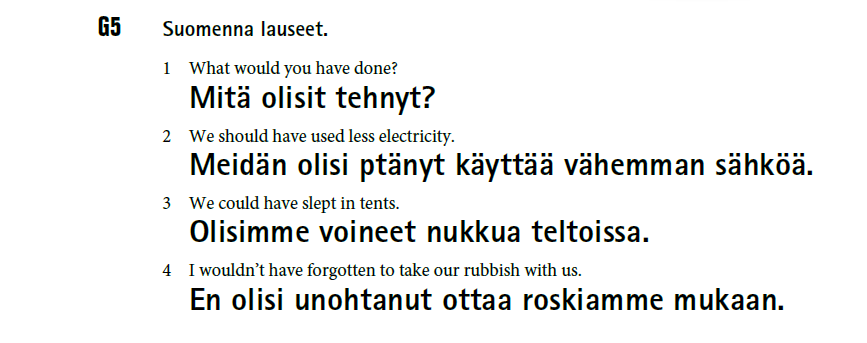 G5 Suomenna lauseet.
1 What would you have done?
Mitä olisit tehnyt?
2 We should have used less electricity.
Meidän olisi ptänyt käyttää vähemman sähköä.
3 We could have slept in tents.
Olisimme voineet nukkua teltoissa.
4 I wouldn't have forgotten to take our rubbish with us.
En olisi unohtanut ottaa roskiamme mukaan.